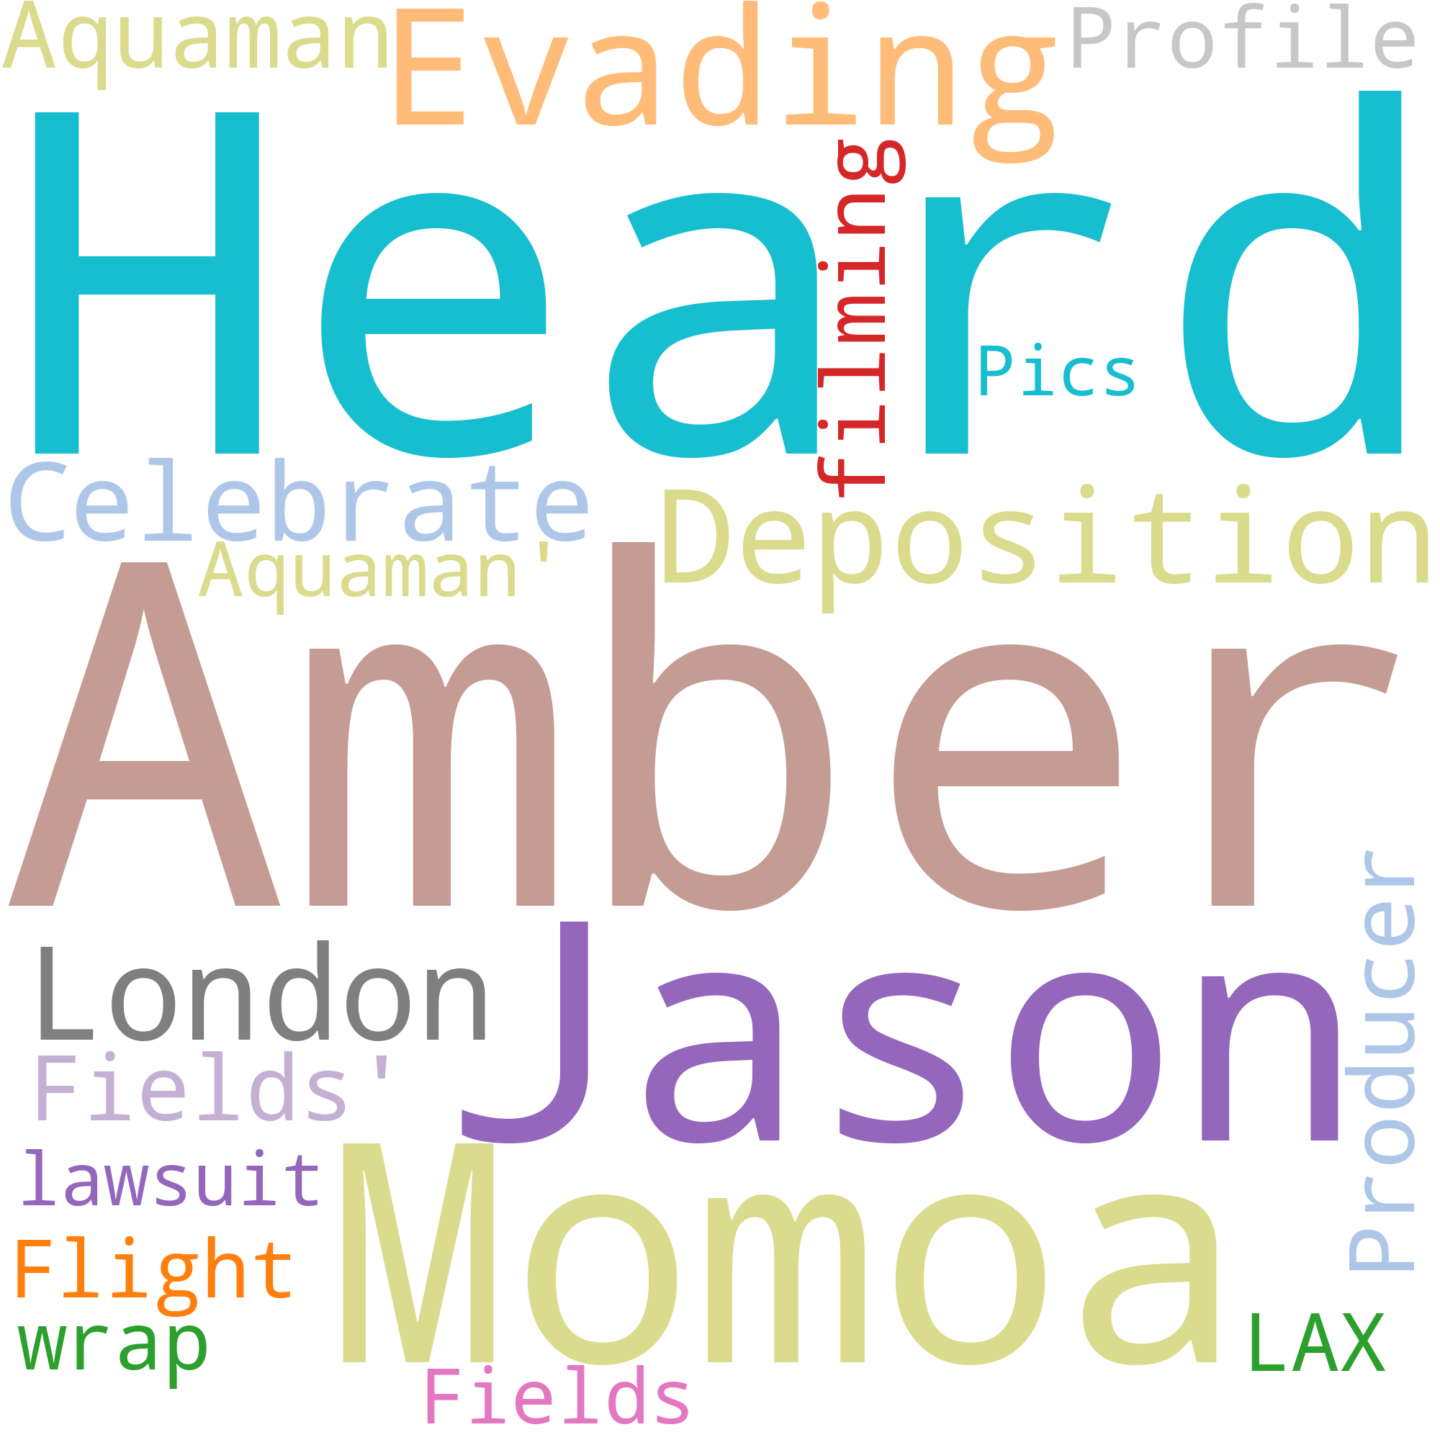 Aquaman Evading Profile
Heard
filming
Pics
Celebrate Deposition
Aquaman'
Amber
London Jason
Producer
Fields'
lawsuit Momoa
Flight
wrap LAX
Fields